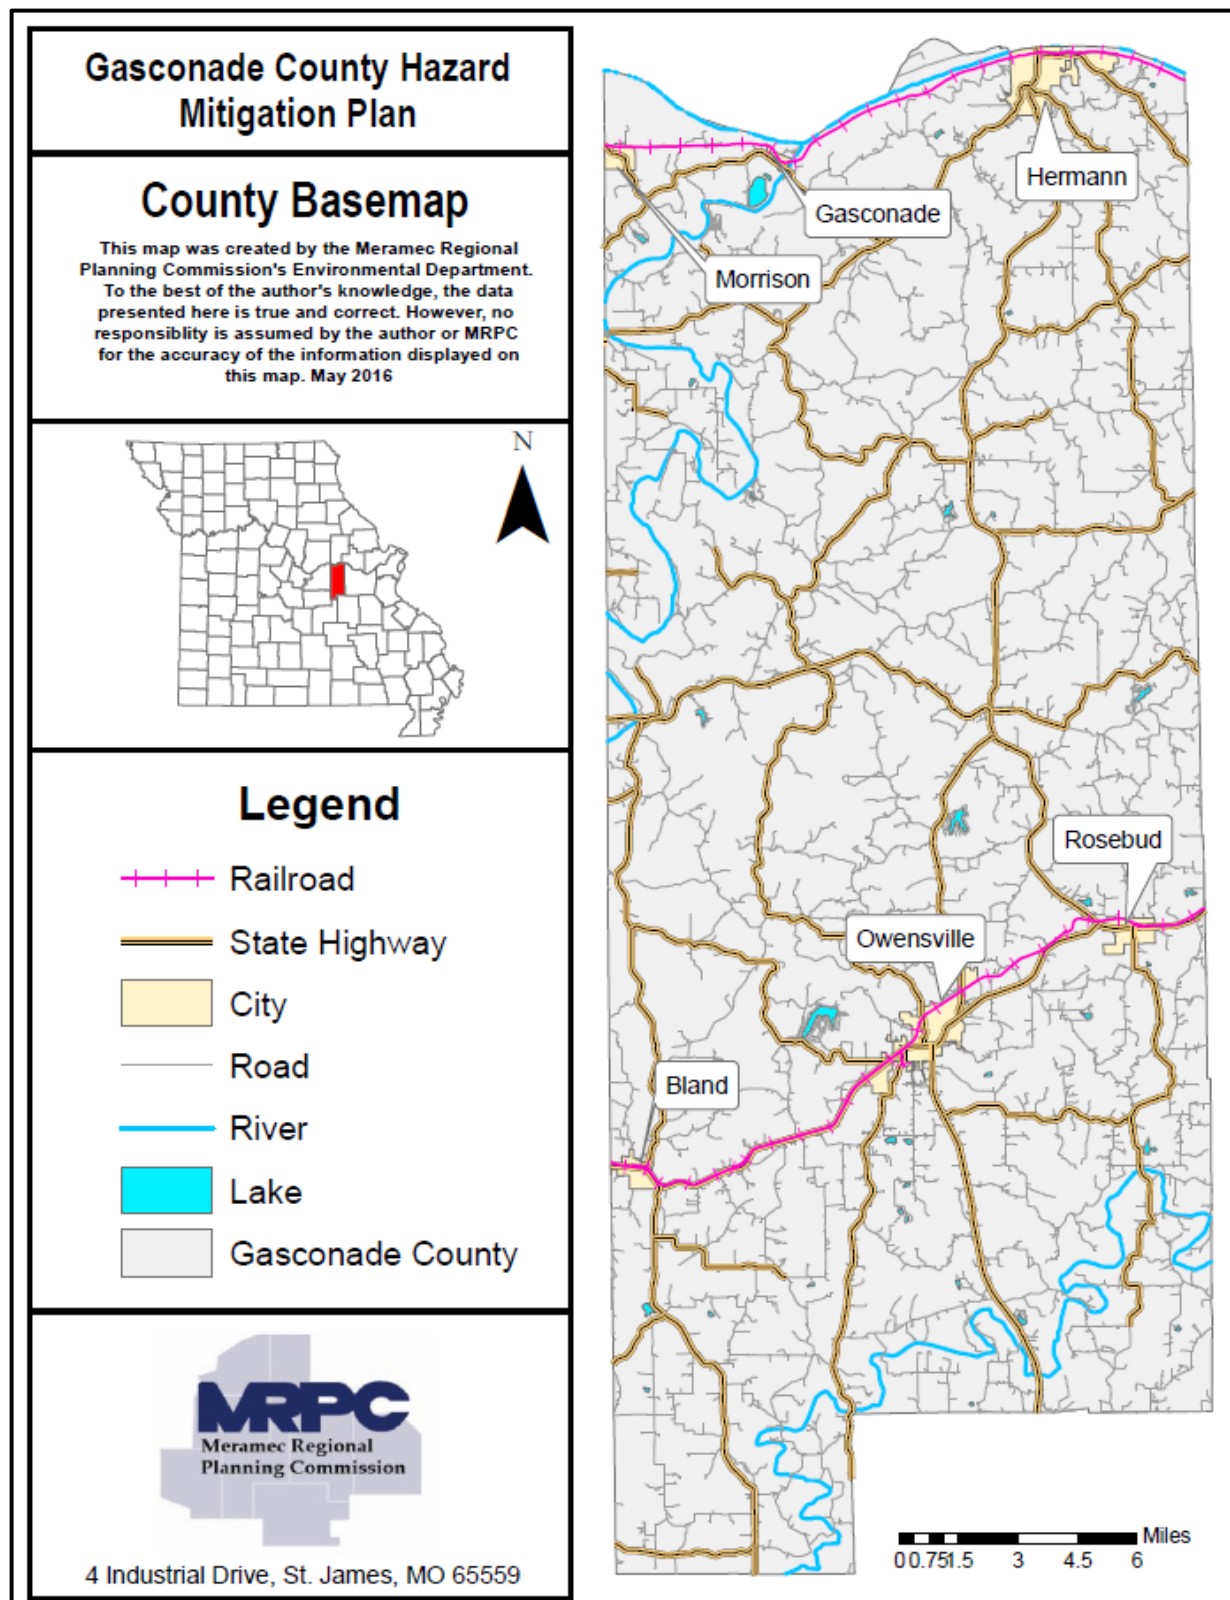 Gasconade County Hazard
Mitigation Plan
County Basemap
This map was created by the Meramec Regional
Planning Commission's Environmental Department.
To the best of the author's knowledge, the data
presented here is true and correct. However, no
responsiblity is assumed by the author or MRPC
for the accuracy of the information displayed on
this map. May 2016
N
Legend
Railroad
State Highway
City
Road
River
Lake
Gasconade County
MRPC
Meramec Regional
Planning Commission
4 Industrial Drive, St. James, MO 65559
Hermann
Gasconade
Morrison
Rosebud
Owensville
Bland
Miles
0 0.75 1.5 3 4.5 6